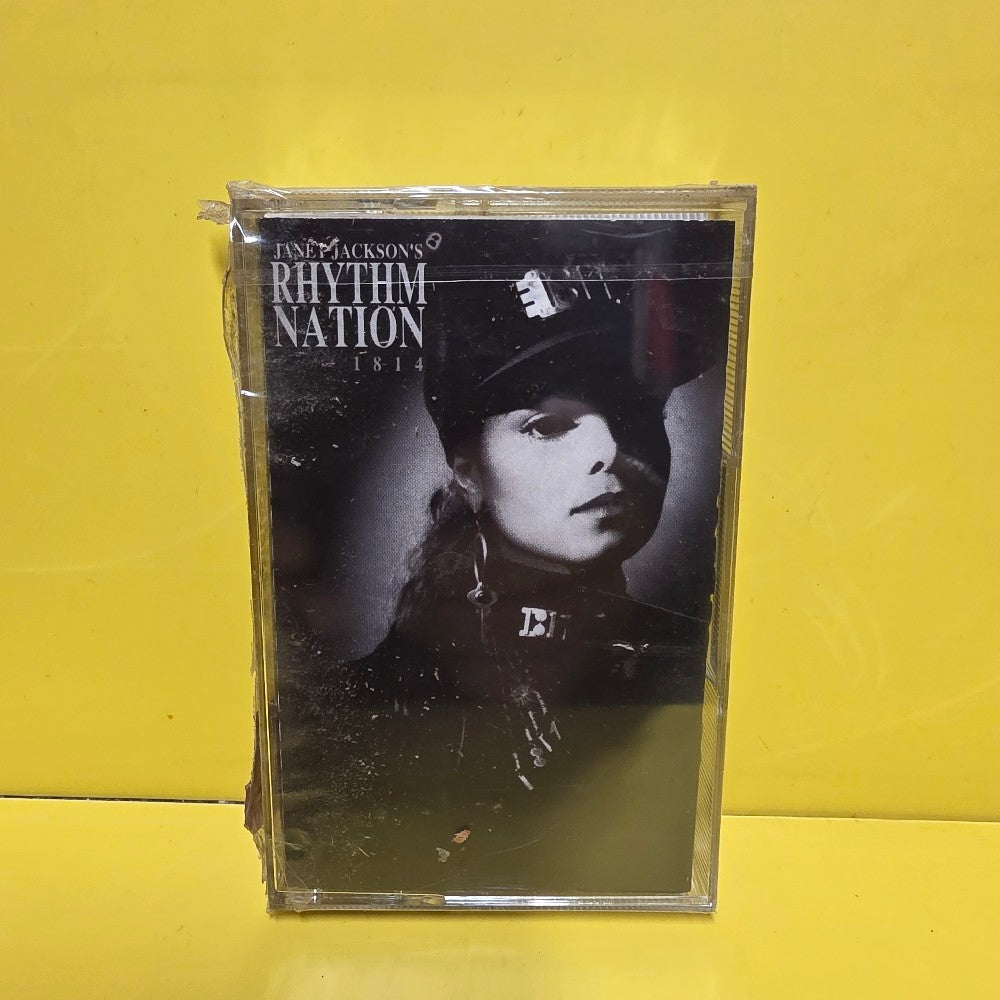 JANET JACKSON'S
RHYTHM
NATION
1814